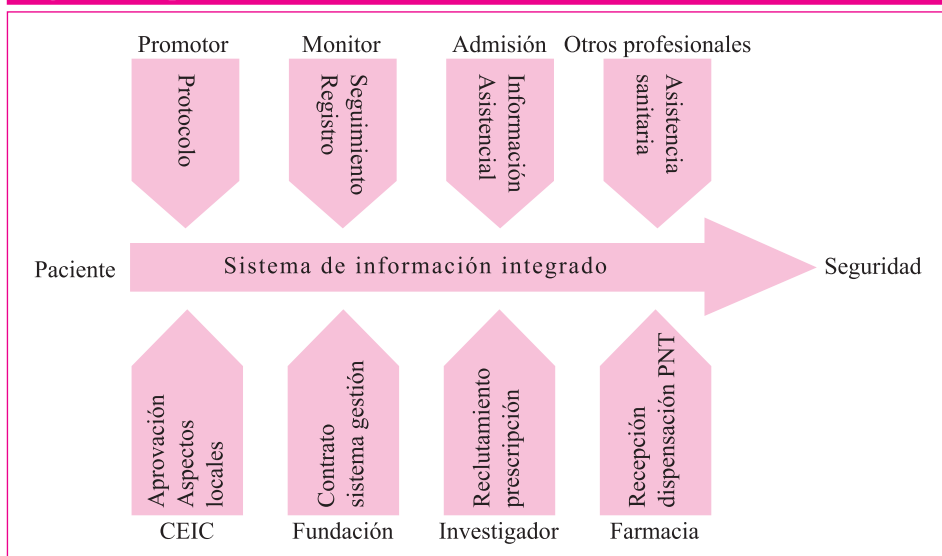 Promotor
Monitor
Admisión
Otros profesionales
Protocolo
Seguimiento
Registro
Información
Asistencial
Asistencia
sanitaria
Paciente
Sistema de información integrado
Seguridad
Aprovación
Aspectos
locales
Contrato
sistema gestión
Reclutamiento
prescripción
Recepción
dispensación PNT
CEIC
Fundación
Investigador
Farmacia